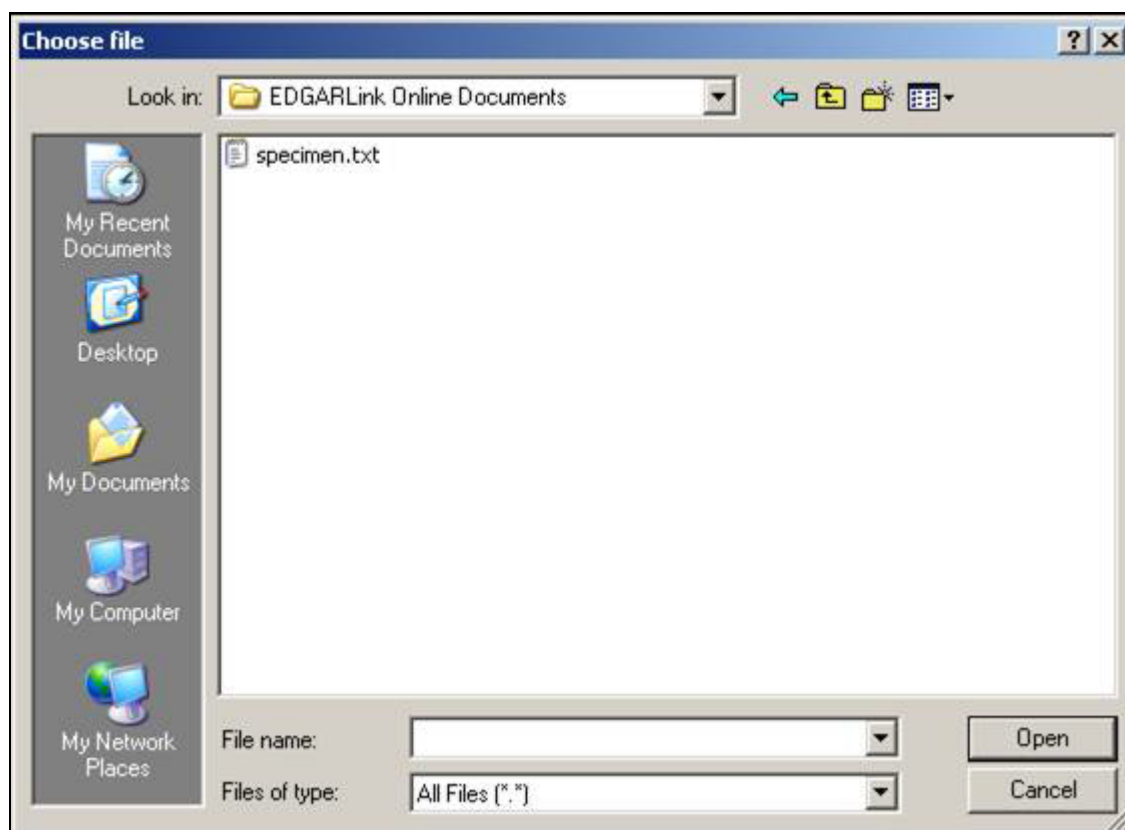 Choose file
Look in: EDGARLink Online Documents
specimen.txt
My Recent
Documents
Desktop
My Documents
My Computer
My Network
Places
File name:
Open
Files of type: All Files (*.*)
Cancel